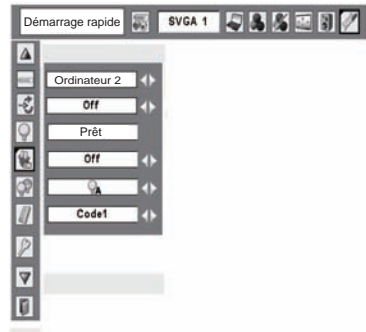 Démarrage rapide SVGA 1
Ordinateur 2
Off
Prêt
Off
A
Code1